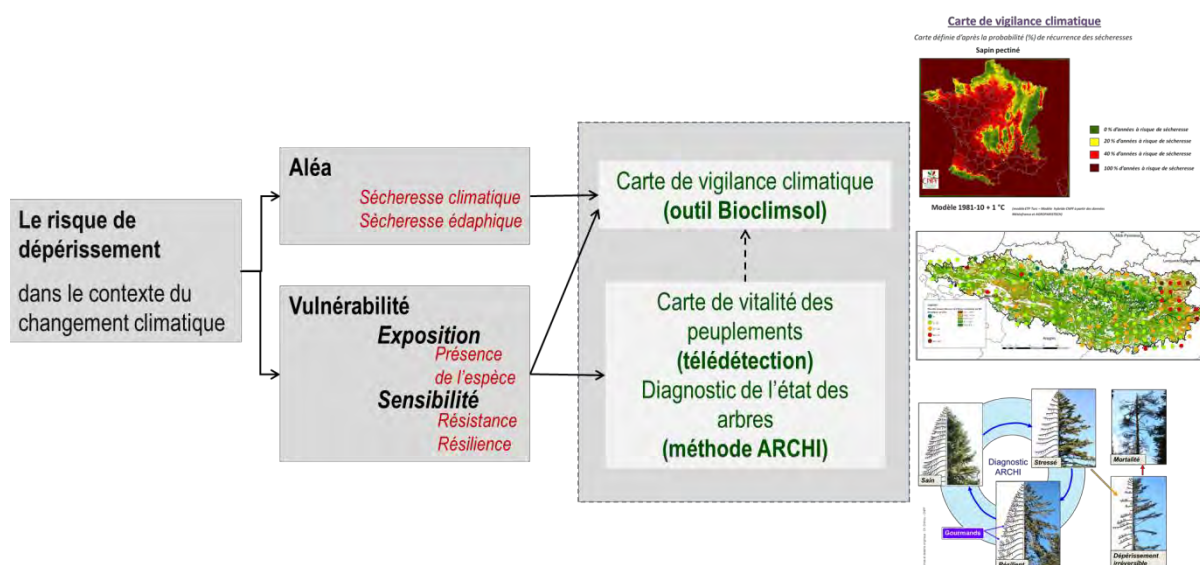 Le risque de
dépérissement
dans le contexte du
changement climatique
Aléa
Sécheresse climatique
Sècheresse édaphique
Vulnérabilité
Exposition
Présence
de l'espèce
Sensibilité
Résistance
Résilience
Carte de vigilance climatique
(outil Bioclimsol)
Carte de vitalité des
peuplements
(télédétection)
Diagnostic de l'état des
arbres
(méthode ARCHI)
Carte de vigilance climatique
Carte définie d'après la probabilité (%) de récurrence des sécheresses
Sapin pectiné
0 % d'années à risque de sécheresse
20 % d'années à risque de sécheresse
40 % d'années à risque de sécheresse
100 % d'années à risque de sécheresse
Modèle 1981-10 + 1 °C
Diagnostic
ARCHI
Sain
Stressé
Mortalité
Gourmands
Résilient
Dépérissement
irréversible